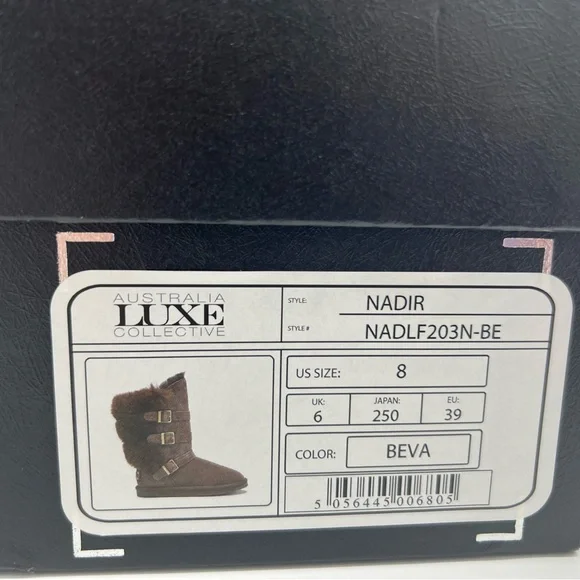 AUSTRALIA
LUXE
COLLECTIVE
STYLE: NADIR
STYLE # NADLF203N-BE
US SIZE: 8
UK: JAPAN: EU:
6 250 39
COLOR: BEVA
5 056445 006805